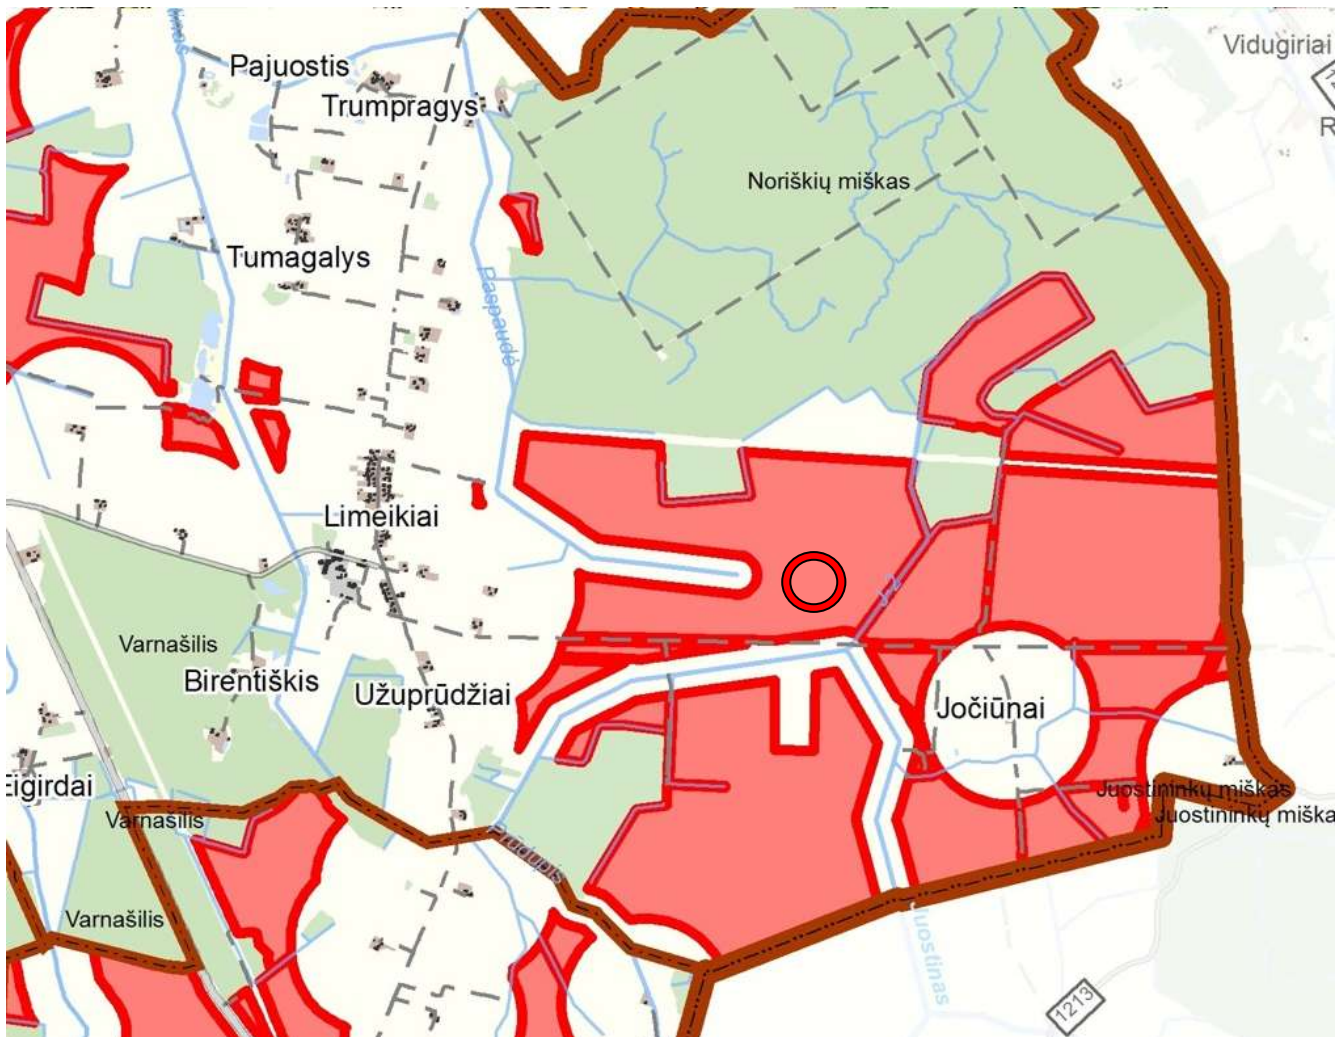 Vidugiriai
Pajuostis
Trumpragys
R
Noriškių miškas
Tumagalys
Paspaudė
Limeikiai
J-2
Varnašilis
Birentiškis
Užuprūdžiai
Jočiūnai
Eigirdai
Juostininkų miškas
Varnašilis
Juostininkų miška
Prūdupis
Varnašilis
Juostinas
1213